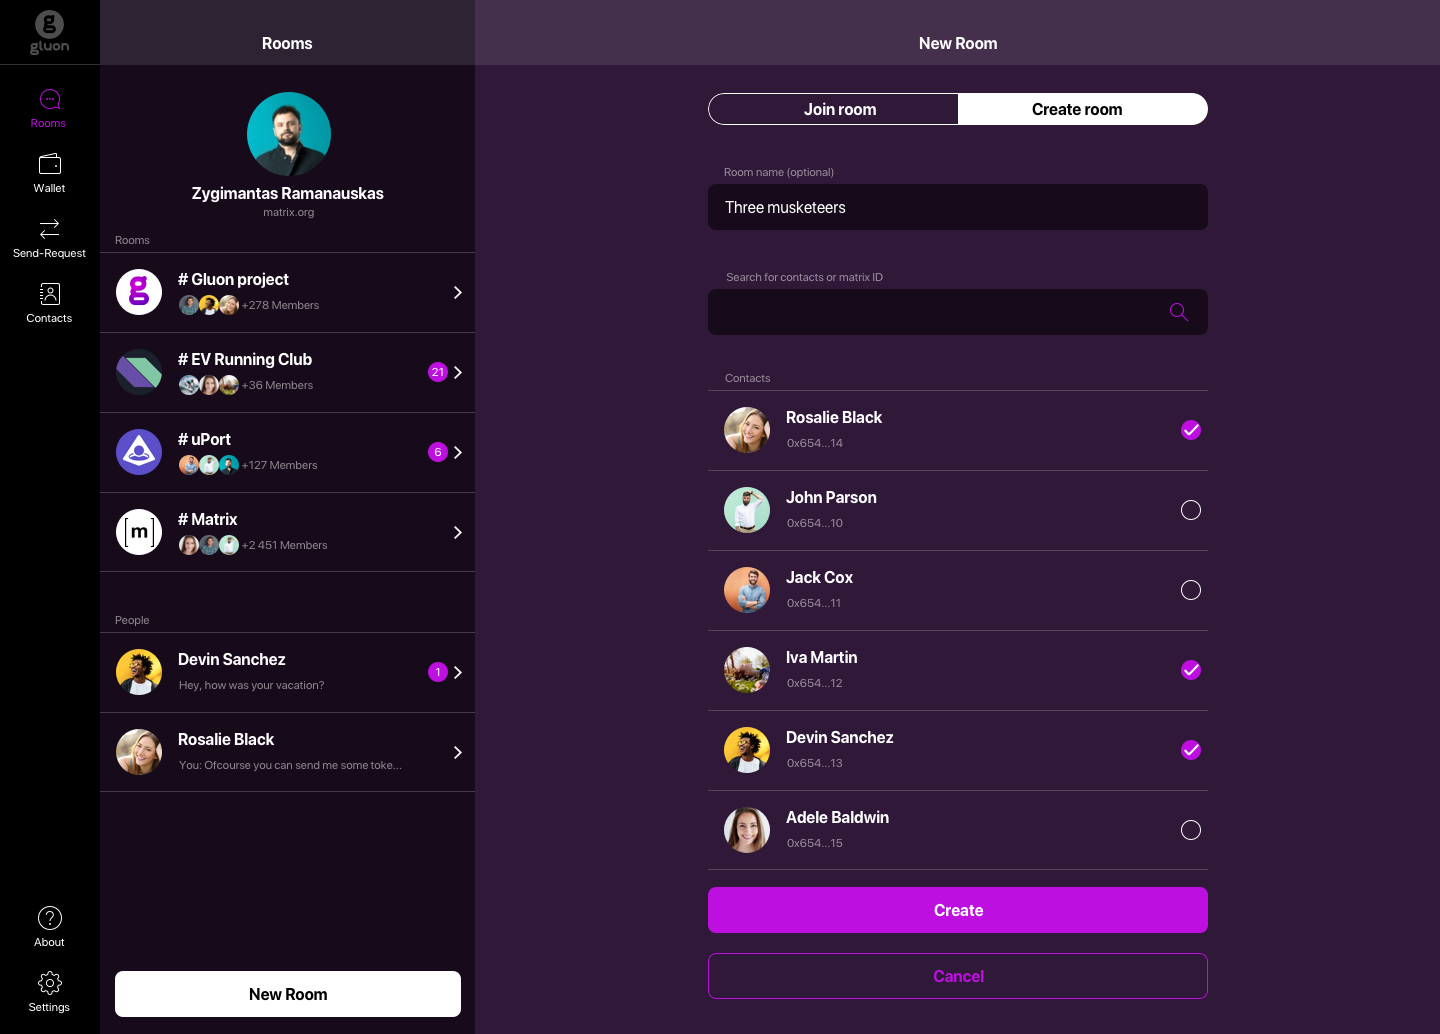 gluon
Rooms
Wallet
Send-Request
Contacts
About
Settings
Rooms
Zygimantas Ramanauskas
matrix.org
Rooms
# Gluon project
+278 Members
# EV Running Club
+36 Members
21
# uPort
+127 Members
6
[m]
# Matrix
+2 451 Members
People
Devin Sanchez
Hey, how was your vacation?
1
Rosalie Black
You: Ofcourse you can send me some toke...
New Room
New Room
Join room
Create room
Room name (optional)
Three musketeers
Search for contacts or matrix ID
Contacts
Rosalie Black
0x654...14
John Parson
0x654...10
Jack Cox
0x654...11
Iva Martin
0x654...12
Devin Sanchez
0x654...13
Adele Baldwin
0x654...15
Create
Cancel